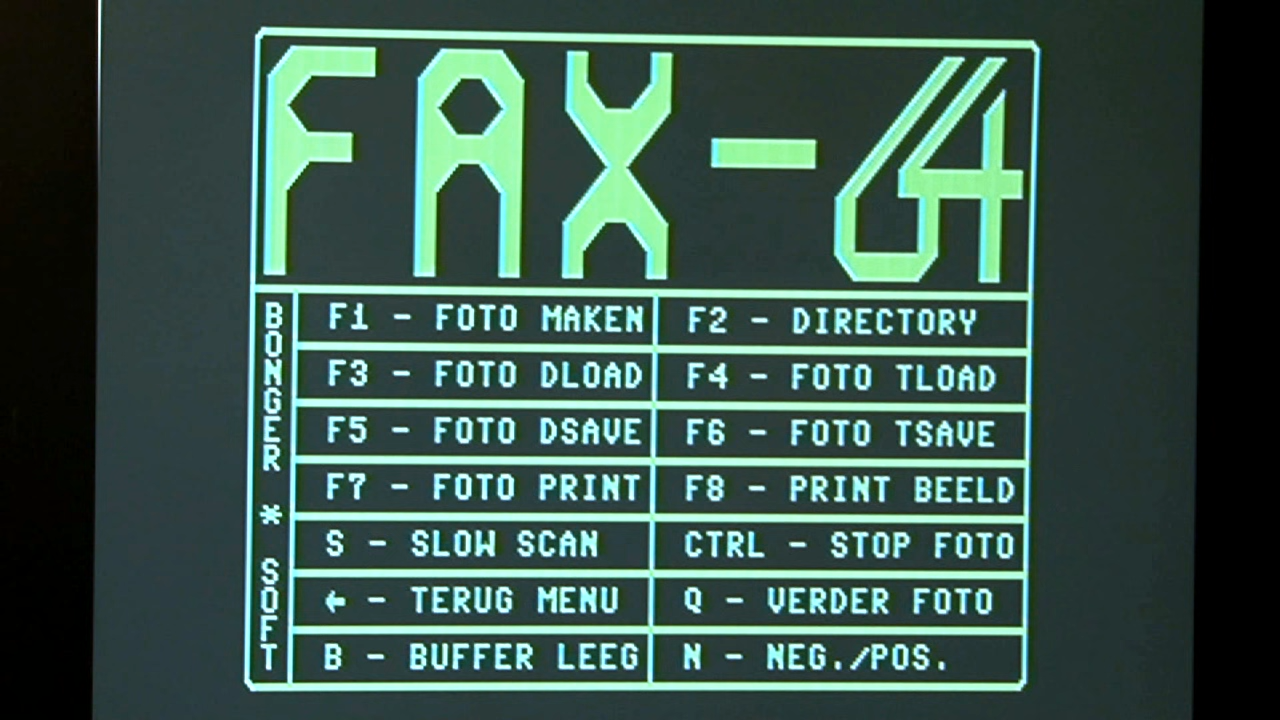 FAX-64
BONGER * SOFT
F1 - FOTO MAKEN
F2 - DIRECTORY
F3 - FOTO DLOAD
F4 - FOTO TLOAD
F5 - FOTO DSAVE
F6 - FOTO TSAVE
F7 - FOTO PRINT
F8 - PRINT BEELD
S - SLOW SCAN
CTRL - STOP FOTO
← - TERUG MENU
Q - VERDER FOTO
B - BUFFER LEEG
N - NEG./POS.